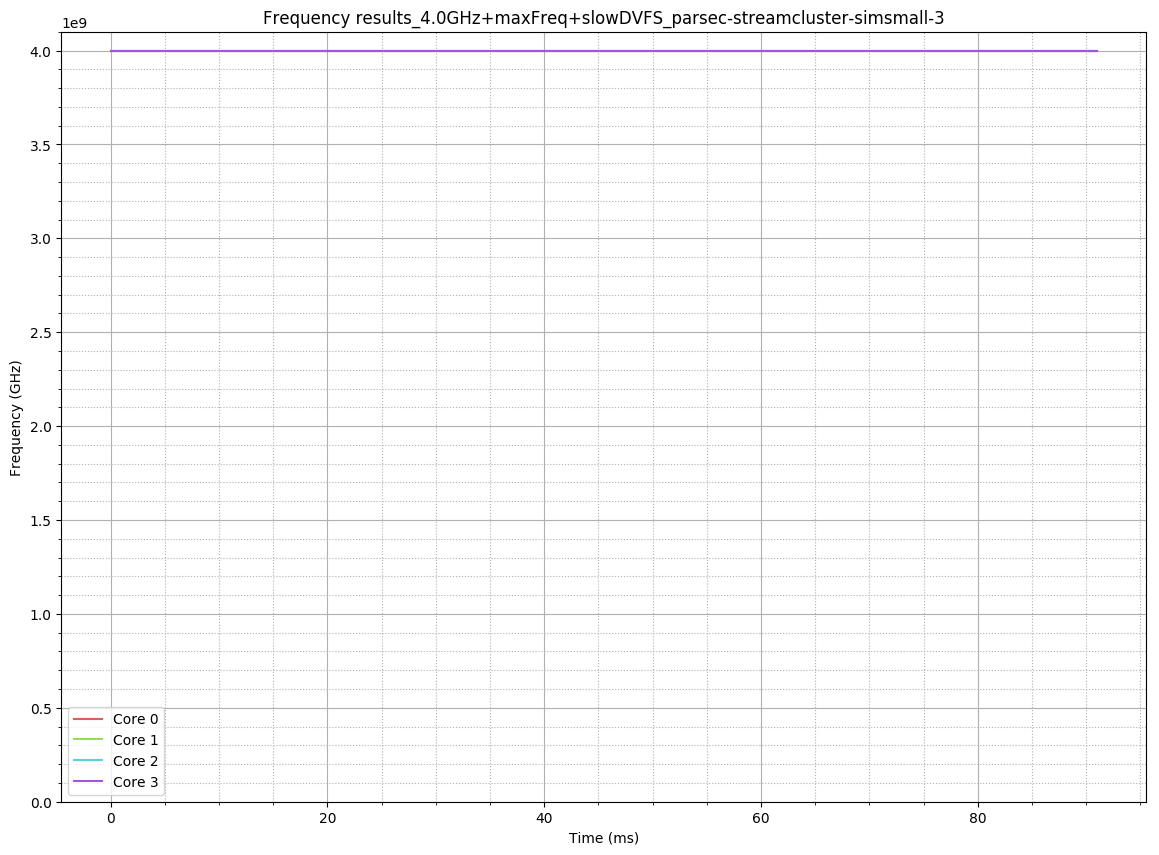 Frequency results_4.0GHz+maxFreq+slowDVFS_parsec-streamcluster-simsmall-3
1e9
4.0
3.5
3.0
2.5
2.0
1.5
1.0
0.5
0.0
Frequency (GHz)
Core 0
Core 1
Core 2
Core 3
0 20 40 60 80
Time (ms)